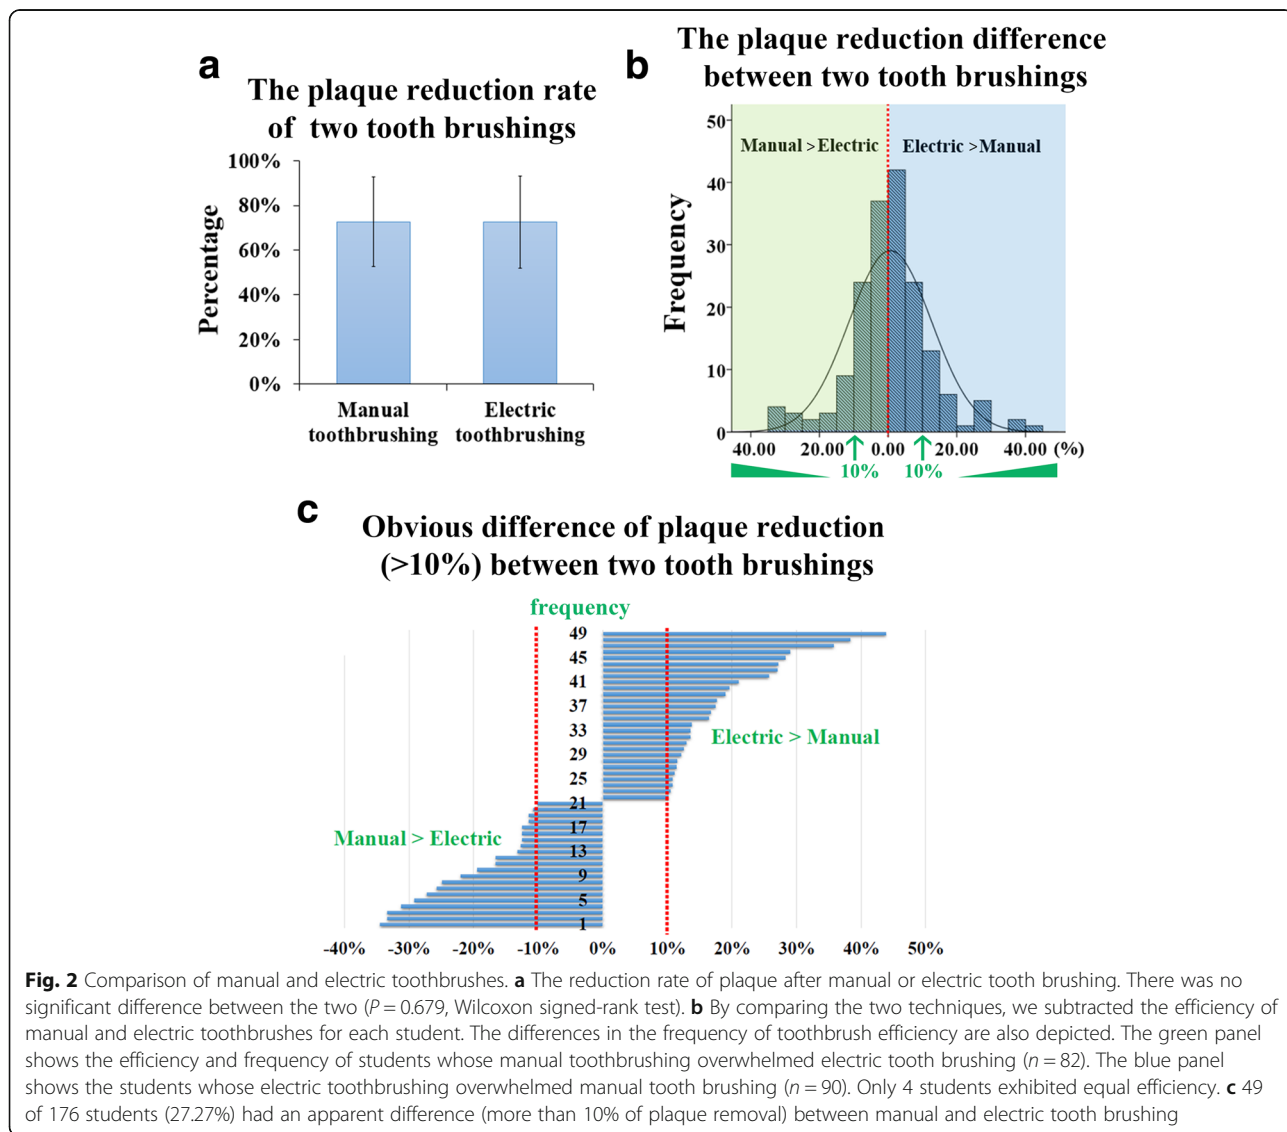 a
The plaque reduction rate
of two tooth brushings
100%
80%
60%
40%
20%
0%
Percentage
Manual
toothbrushing
Electric
toothbrushing
b
The plaque reduction difference
between two tooth brushings
50
40
30
20
10
0
Frequency
Manual >Electric
Electric >Manual
40.00 20.00 0.00 20.00 40.00 (%)
10% 10%
c
Obvious difference of plaque reduction
(>10%) between two tooth brushings
frequency
49
45
41
37
33
29
25
21
17
13
9
5
1
Electric > Manual
Manual > Electric
-40% -30% -20% -10% 0% 10% 20% 30% 40% 50%
Fig. 2 Comparison of manual and electric toothbrushes. a The reduction rate of plaque after manual or electric tooth brushing. There was no
significant difference between the two (P = 0.679, Wilcoxon signed-rank test). b By comparing the two techniques, we subtracted the efficiency of
manual and electric toothbrushes for each student. The differences in the frequency of toothbrush efficiency are also depicted. The green panel
shows the efficiency and frequency of students whose manual toothbrushing overwhelmed electric tooth brushing (n = 82). The blue panel
shows the students whose electric toothbrushing overwhelmed manual tooth brushing (n = 90). Only 4 students exhibited equal efficiency. c 49
of 176 students (27.27%) had an apparent difference (more than 10% of plaque removal) between manual and electric tooth brushing